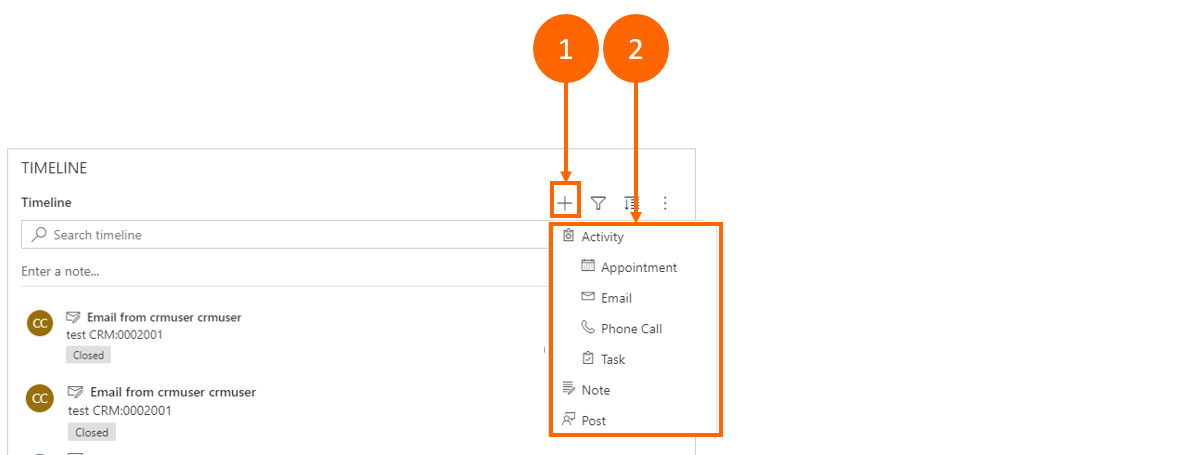 1 2
TIMELINE
Timeline
Search timeline
Enter a note...
Activity
Appointment
Email
Phone Call
Task
Note
Post
CC
Email from crmuser crmuser
test CRM:0002001
Closed
CC
Email from crmuser crmuser
test CRM:0002001
Closed